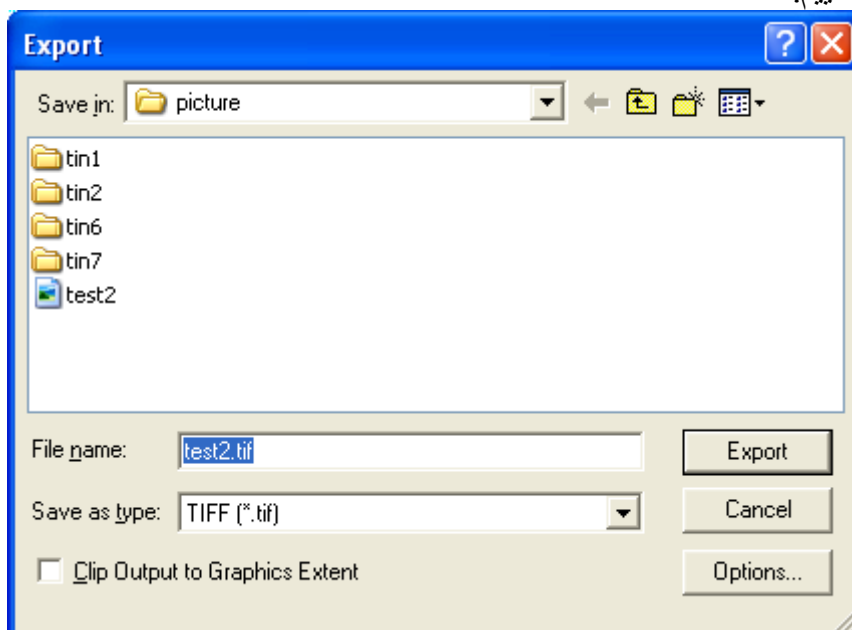 Export
Save in: picture
tin1
tin2
tin6
tin7
test2
File name: test2.tif Export
Save as type: TIFF (*.tif) Cancel
Clip Output to Graphics Extent Options...